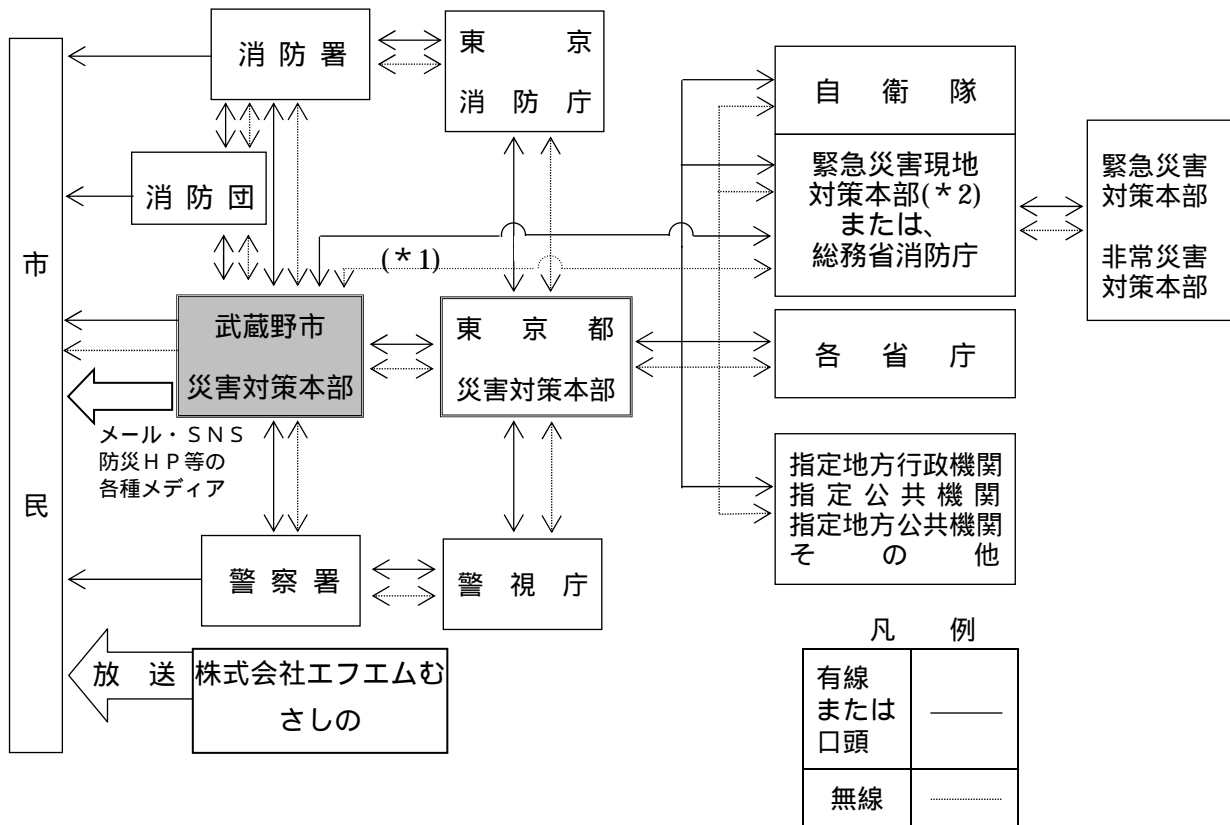 市
民
消防署
東京
消防庁
消防団
(*1)
武蔵野市
災害対策本部
東京都
災害対策本部
メール・ＳＮＳ
防災ＨＰ等の
各種メディア
警察署
警視庁
放送
株式会社エフエムむ
さしの
自衛隊
緊急災害現地
対策本部(*2)
または、
総務省消防庁
緊急災害
対策本部
非常災害
対策本部
各省庁
指定地方行政機関
指定公共機関
指定地方公共機関
その他
凡例
有線
または
口頭
無線